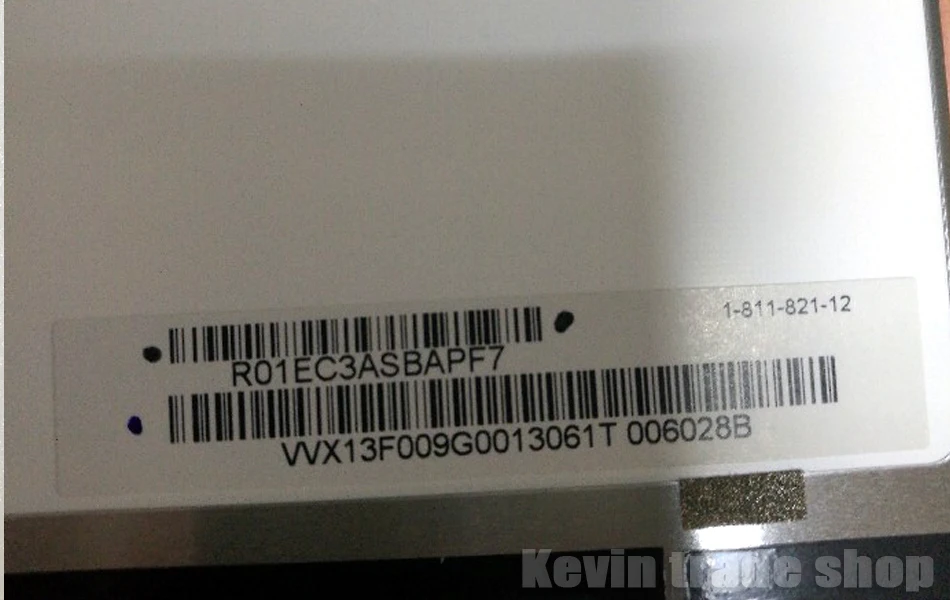 1-811-821-12
R01EC3ASBAPF7
VVX13F009G0013061T 006028B
Kevin trade shop